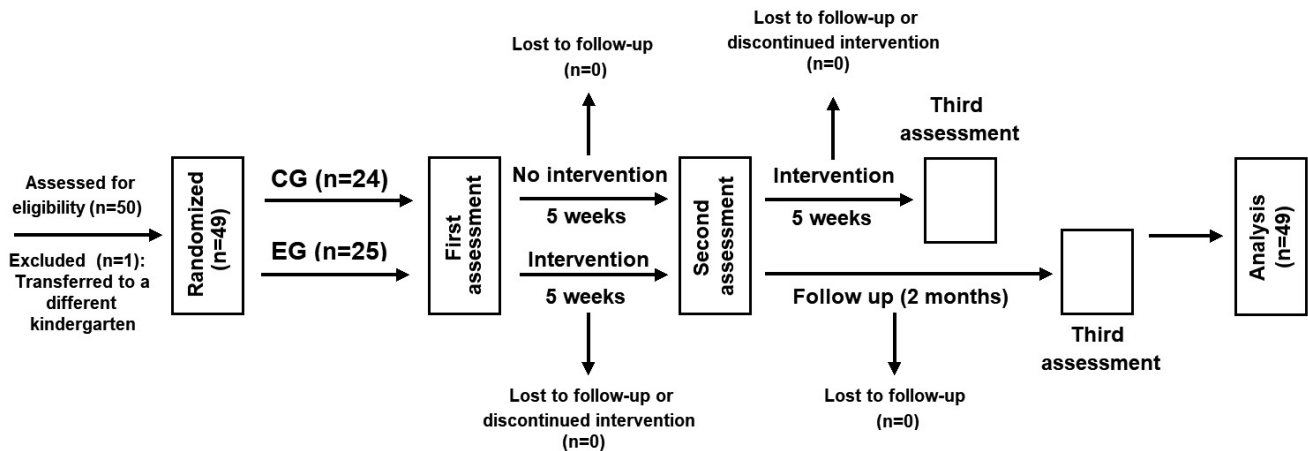 Assessed for
eligibility (n=50)
Excluded (n=1):
Transferred to a
different
kindergarten
Randomized
(n=49)
CG (n=24)
EG (n=25)
First
assessment
Lost to follow-up
(n=0)
No intervention
5 weeks
Intervention
5 weeks
Lost to follow-up or
discontinued intervention
(n=0)
Second
assessment
Lost to follow-up or
discontinued intervention
(n=0)
Intervention
5 weeks
Third
assessment
Follow up (2 months)
Lost to follow-up
(n=0)
Third
assessment
Analysis
(n=49)